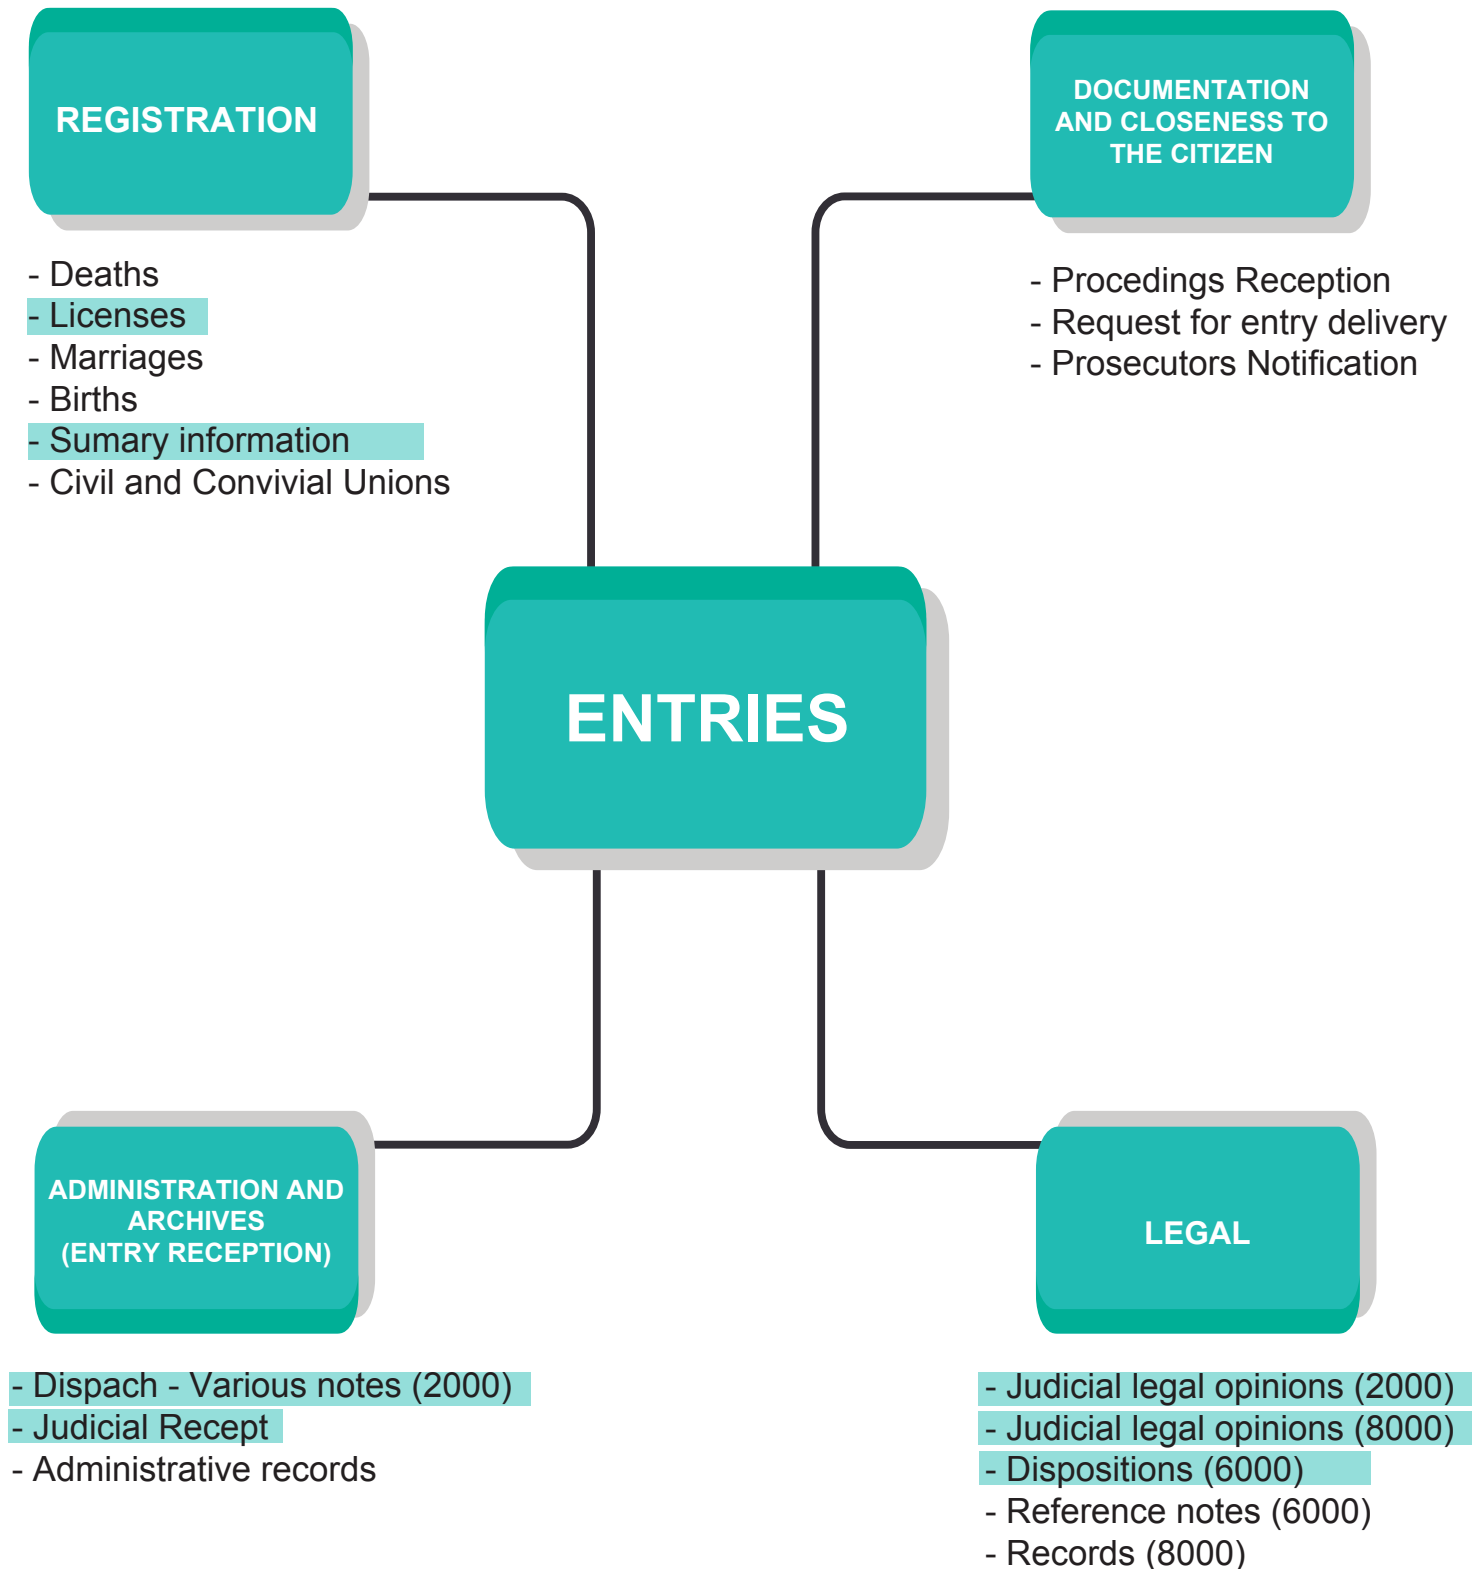 REGISTRATION
- Deaths
- Licenses
- Marriages
- Births
- Sumary information
- Civil and Convivial Unions
DOCUMENTATION
AND CLOSENESS TO
THE CITIZEN
- Procedings Reception
- Request for entry delivery
- Prosecutors Notification
ENTRIES
ADMINISTRATION AND
ARCHIVES
(ENTRY RECEPTION)
- Dispach - Various notes (2000)
- Judicial Recept
- Administrative records
LEGAL
- Judicial legal opinions (2000)
- Judicial legal opinions (8000)
- Dispositions (6000)
- Reference notes (6000)
- Records (8000)